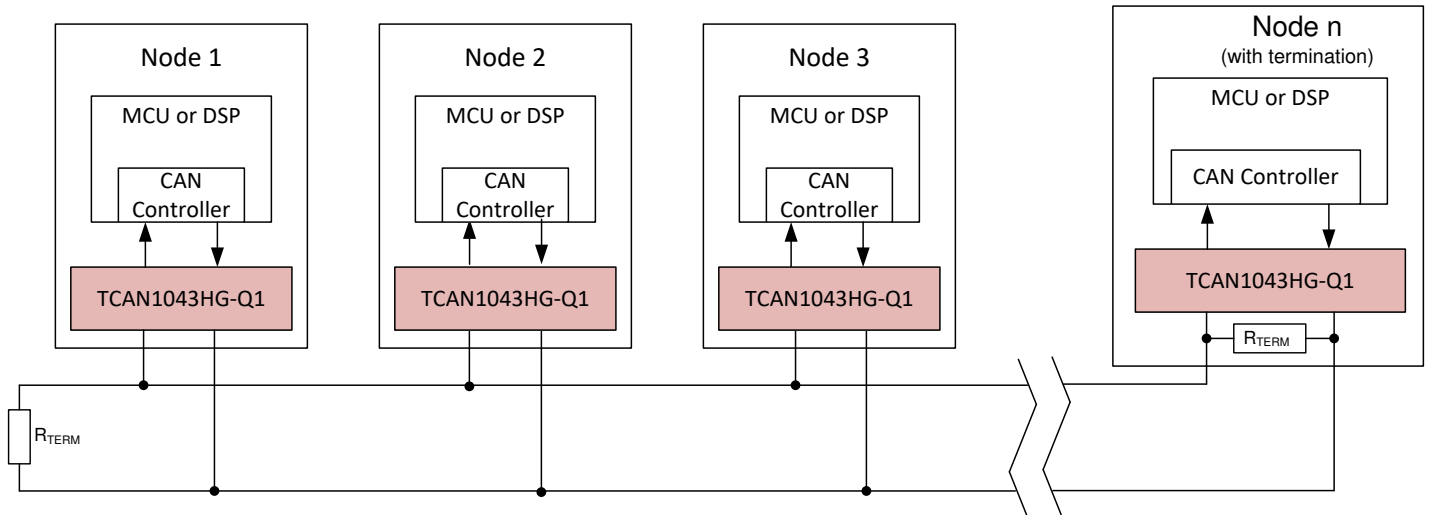 Node 1
MCU or DSP
CAN
Controller
TCAN1043HG-Q1
Node 2
MCU or DSP
CAN
Controller
TCAN1043HG-Q1
Node 3
MCU or DSP
CAN
Controller
TCAN1043HG-Q1
Node n
(with termination)
MCU or DSP
CAN Controller
TCAN1043HG-Q1
RTERM
RTERM